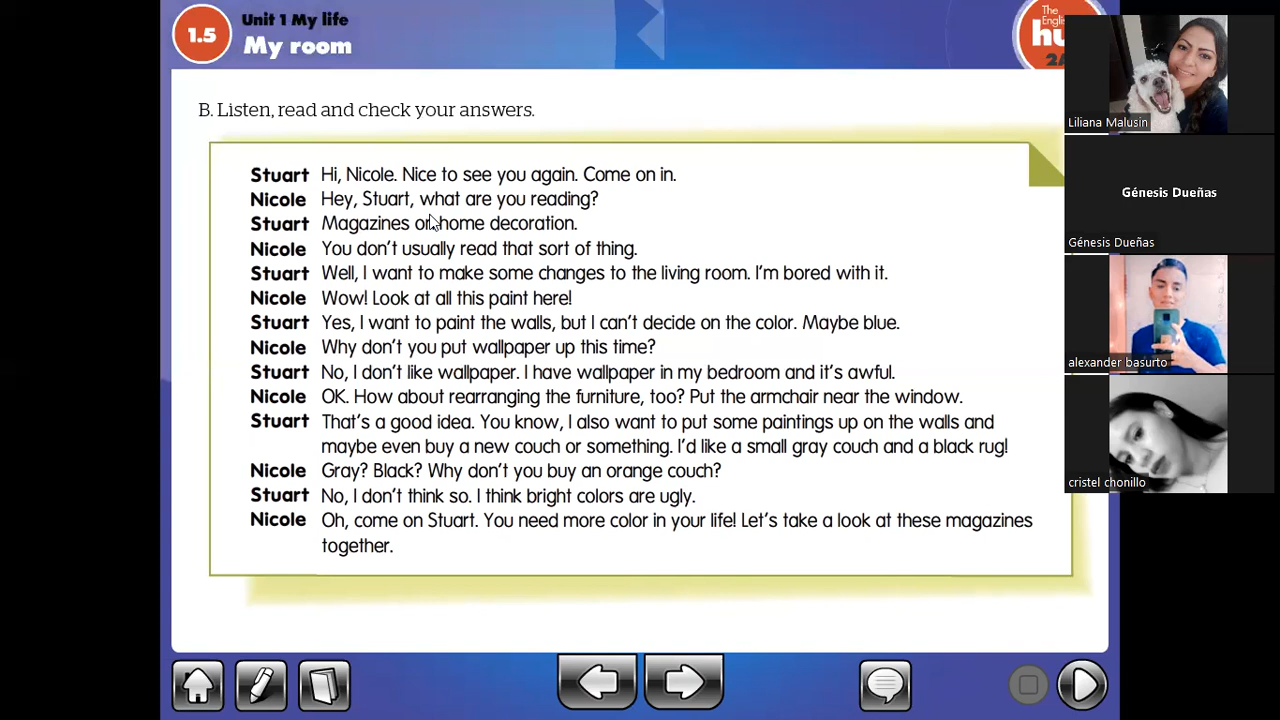 1.5
Unit 1 My life
My room
The
English
hu
2A
B. Listen, read and check your answers.
Stuart Hi, Nicole. Nice to see you again. Come on in.
Nicole Hey, Stuart, what are you reading?
Stuart Magazines on home decoration.
Nicole You don't usually read that sort of thing.
Stuart Well, I want to make some changes to the living room. I'm bored with it.
Nicole Wow! Look at all this paint here!
Stuart Yes, I want to paint the walls, but I can't decide on the color. Maybe blue.
Nicole Why don't you put wallpaper up this time?
Stuart No, I don't like wallpaper. I have wallpaper in my bedroom and it's awful.
Nicole OK. How about rearranging the furniture, too? Put the armchair near the window.
Stuart That's a good idea. You know, I also want to put some paintings up on the walls and
maybe even buy a new couch or something. I'd like a small gray couch and a black rug!
Nicole Gray? Black? Why don't you buy an orange couch?
Stuart No, I don't think so. I think bright colors are ugly.
Nicole Oh, come on Stuart. You need more color in your life! Let's take a look at these magazines
together.
Liliana Malusin
Génesis Dueñas
Génesis Dueñas
alexander basurto
cristel chonillo